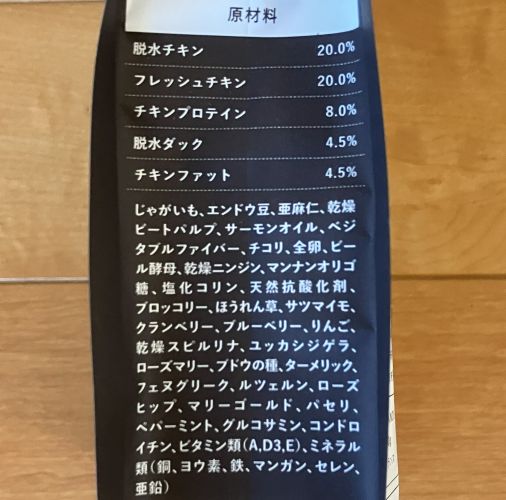 原材料
脱水チキン 20.0%
フレッシュチキン 20.0%
チキンプロテイン 8.0%
脱水ダック 4.5%
チキンファット 4.5%
じゃがいも、エンドウ豆、亜麻仁、乾燥
ビートパルプ、サーモンオイル、ベジ
タブルファイバー、チコリ、全卵、ビー
ル酵母、乾燥ニンジン、マンナンオリゴ
糖、塩化コリン、天然抗酸化剤、
ブロッコリー、ほうれん草、サツマイモ、
クランベリー、ブルーベリー、りんご、
乾燥スピルリナ、ユッカシジゲラ、
ローズマリー、ブドウの種、ターメリック、
フェヌグリーク、ルツェルン、ローズ
ヒップ、マリーゴールド、パセリ、
ペパーミント、グルコサミン、コンドロ
イチン、ビタミン類(A,D3,E)、ミネラル
類(銅、ヨウ素、鉄、マンガン、セレン、
亜鉛)